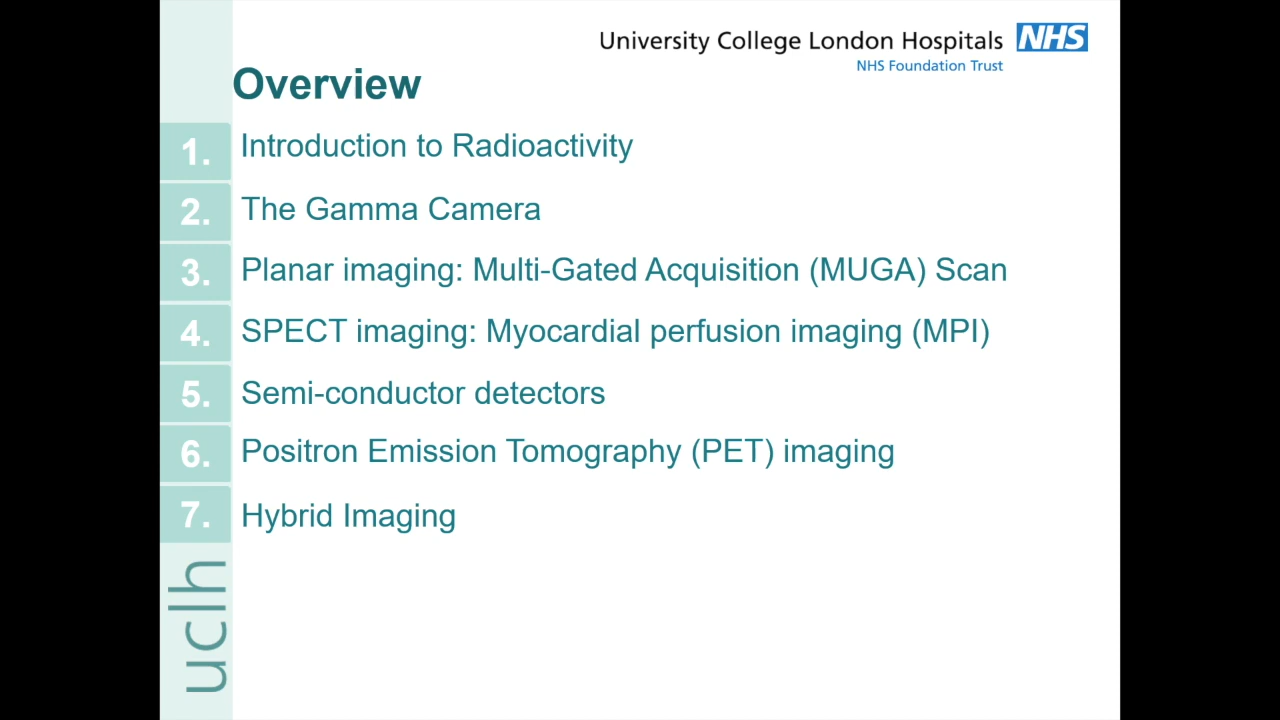 University College London Hospitals NHS
NHS Foundation Trust
Overview
1. Introduction to Radioactivity
2. The Gamma Camera
3. Planar imaging: Multi-Gated Acquisition (MUGA) Scan
4. SPECT imaging: Myocardial perfusion imaging (MPI)
5. Semi-conductor detectors
6. Positron Emission Tomography (PET) imaging
7. Hybrid Imaging
uclh